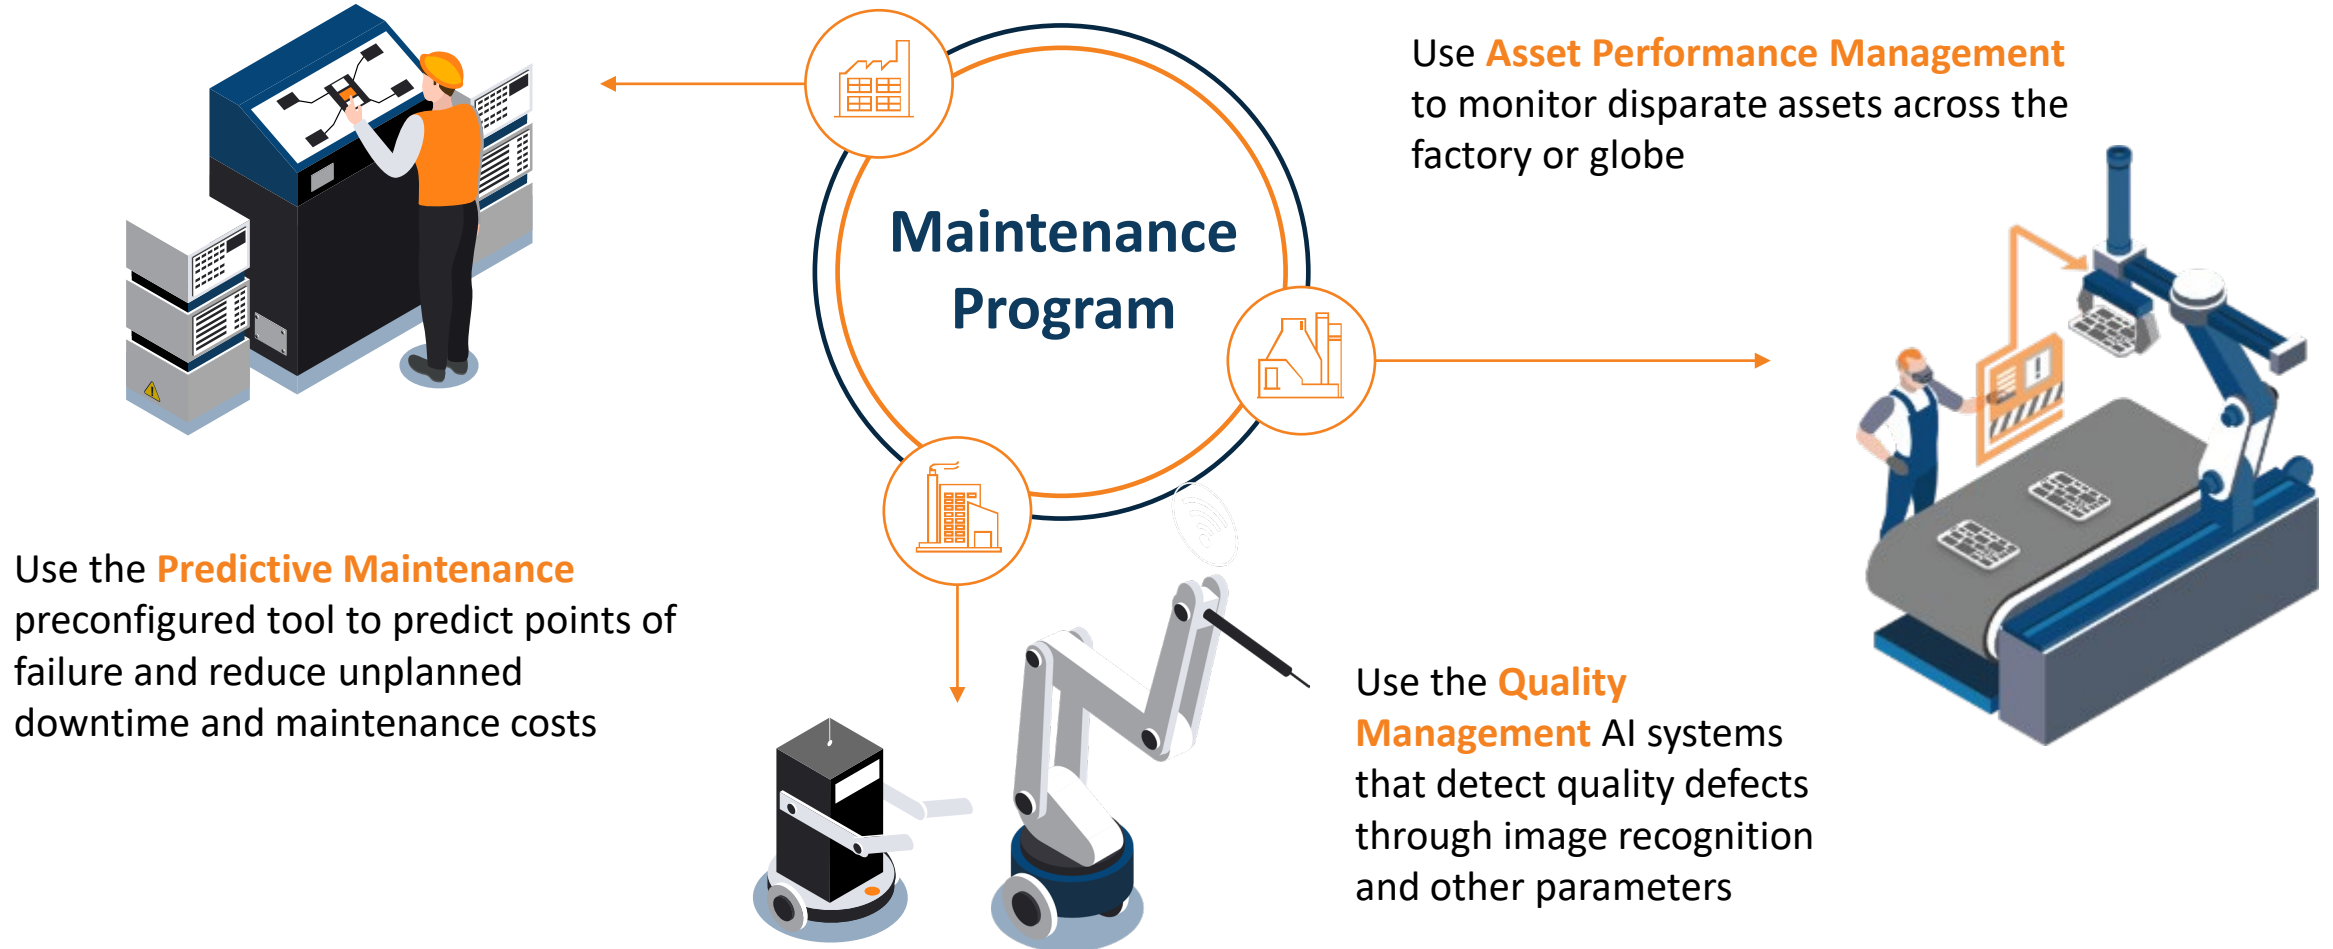 Maintenance
Program
Use Asset Performance Management
to monitor disparate assets across the
factory or globe
Use the Predictive Maintenance
preconfigured tool to predict points of
failure and reduce unplanned
downtime and maintenance costs
Use the Quality
Management AI systems
that detect quality defects
through image recognition
and other parameters